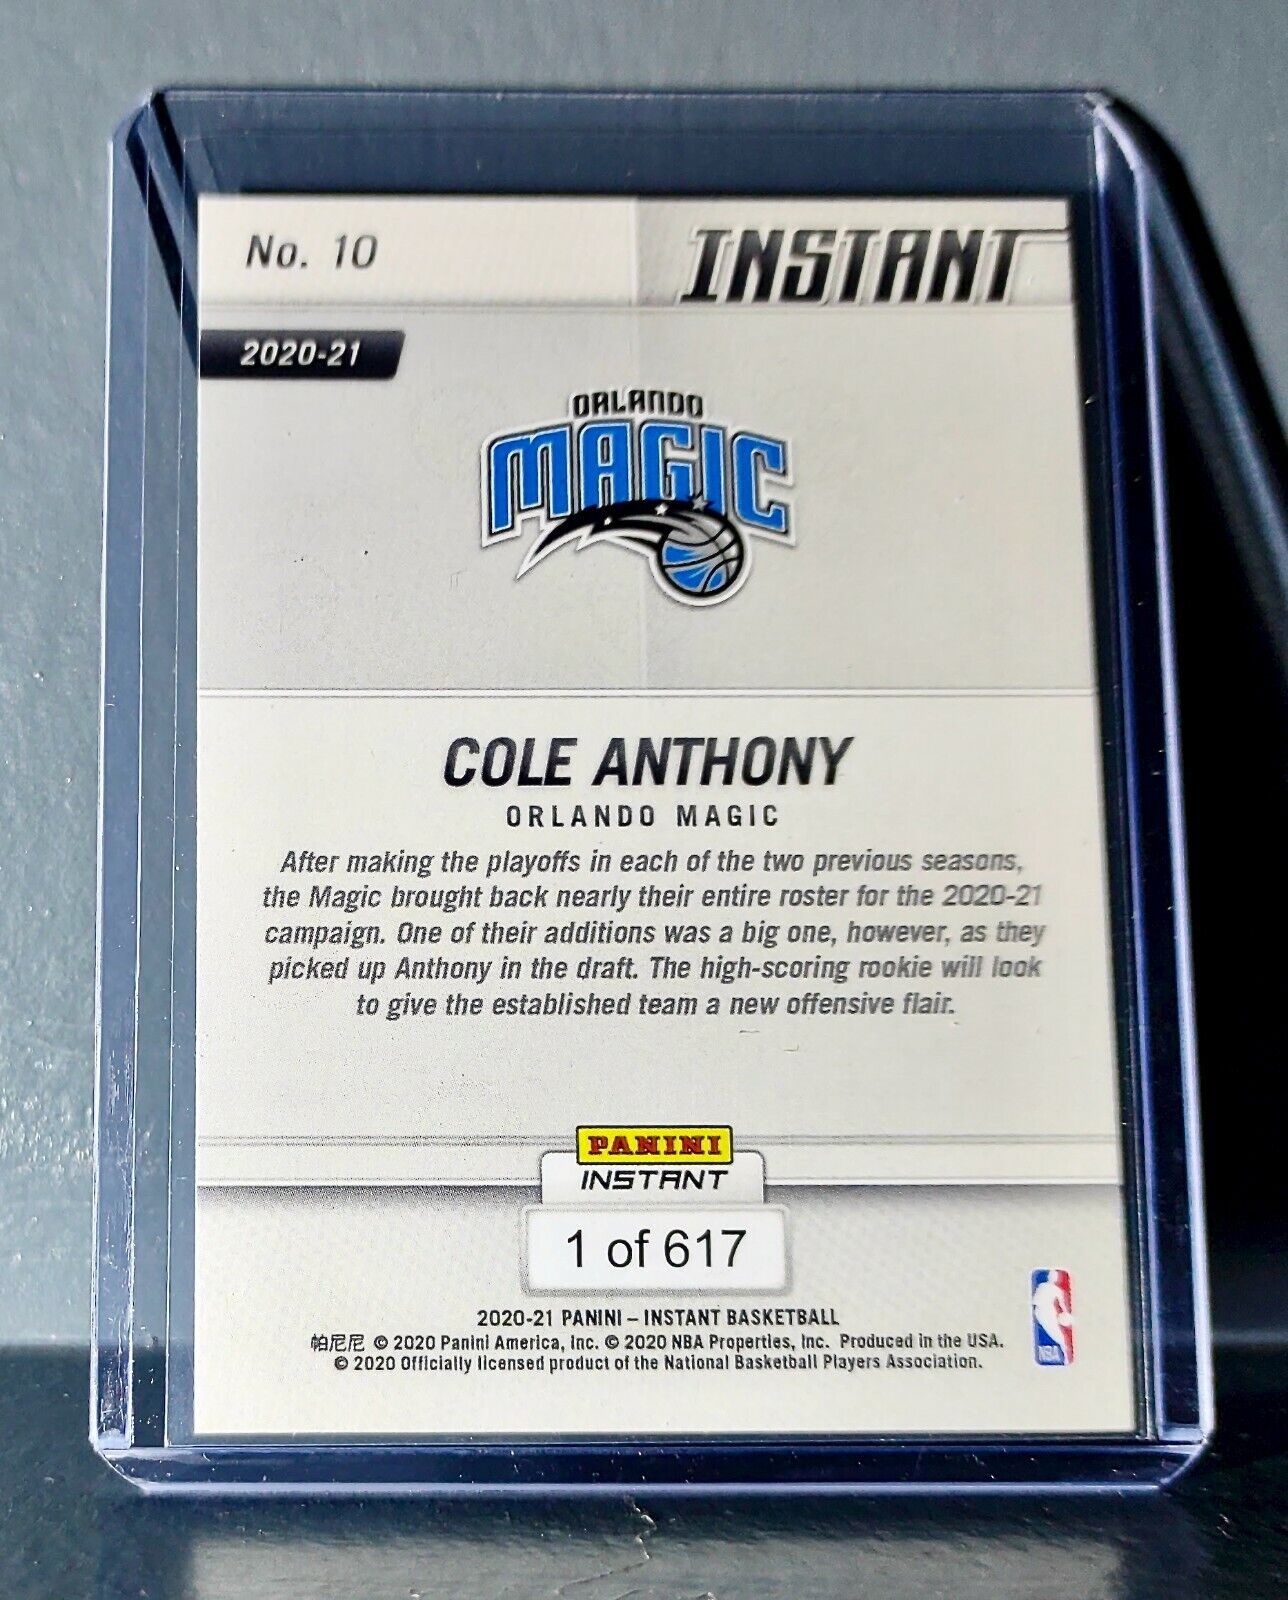 No. 10
INSTANT
2020-21
ORLANDO
MAGIC
COLE ANTHONY
ORLANDO MAGIC
After making the playoffs in each of the two previous seasons,
the Magic brought back nearly their entire roster for the 2020-21
campaign. One of their additions was a big one, however, as they
picked up Anthony in the draft. The high-scoring rookie will look
to give the established team a new offensive flair.
PANINI
INSTANT
1 of 617
2020-21 PANINI – INSTANT BASKETBALL
帕尼尼 © 2020 Panini America, Inc. © 2020 NBA Properties, Inc. Produced in the USA.
© 2020 Officially licensed product of the National Basketball Players Association.
NBA